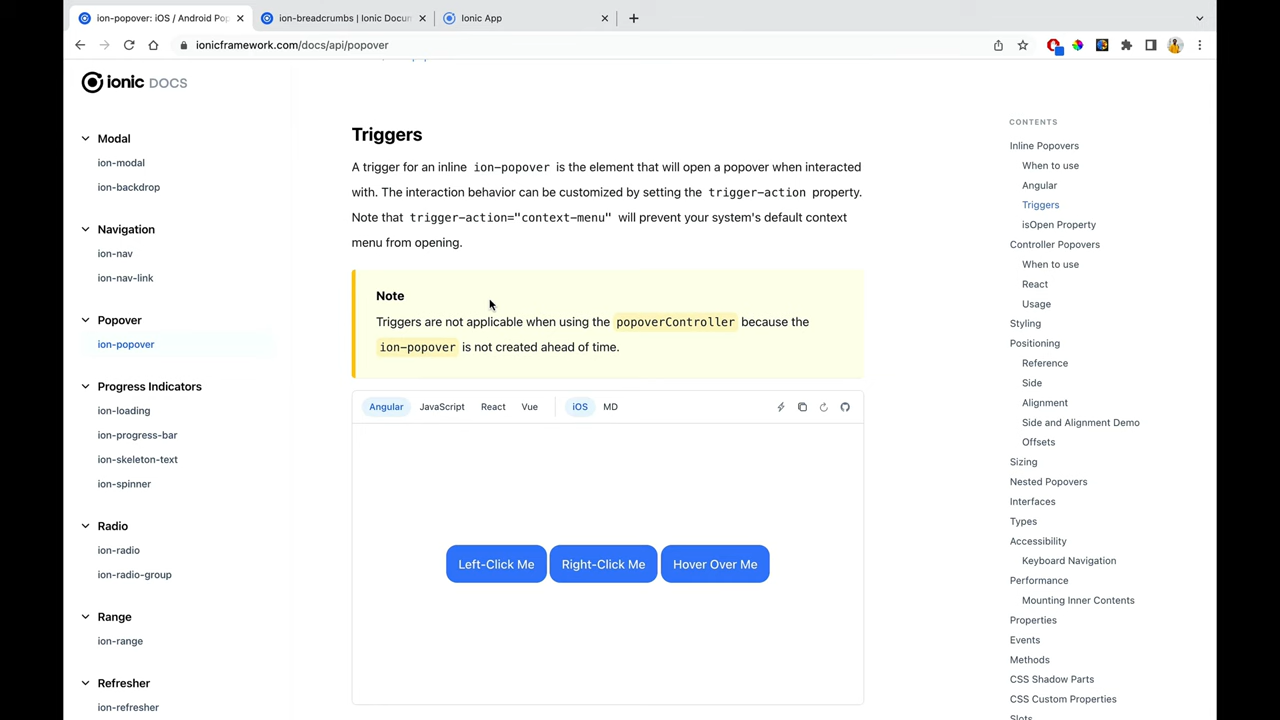 ion-popover: iOS / Android Pop
ion-breadcrumbs | Ionic Docum
Ionic App
ionicframework.com/docs/api/popover
ionic DOCS
Modal
ion-modal
ion-backdrop
Navigation
ion-nav
ion-nav-link
Popover
ion-popover
Progress Indicators
ion-loading
ion-progress-bar
ion-skeleton-text
ion-spinner
Radio
ion-radio
ion-radio-group
Range
ion-range
Refresher
ion-refresher
Triggers
A trigger for an inline ion-popover is the element that will open a popover when interacted
with. The interaction behavior can be customized by setting the trigger-action property.
Note that trigger-action="context-menu" will prevent your system's default context
menu from opening.
Note
Triggers are not applicable when using the popoverController because the
ion-popover is not created ahead of time.
Angular JavaScript React Vue iOS MD
Left-Click Me Right-Click Me Hover Over Me
CONTENTS
Inline Popovers
When to use
Angular
Triggers
isOpen Property
Controller Popovers
When to use
React
Usage
Styling
Positioning
Reference
Side
Alignment
Side and Alignment Demo
Offsets
Sizing
Nested Popovers
Interfaces
Types
Accessibility
Keyboard Navigation
Performance
Mounting Inner Contents
Properties
Events
Methods
CSS Shadow Parts
CSS Custom Properties
Slots